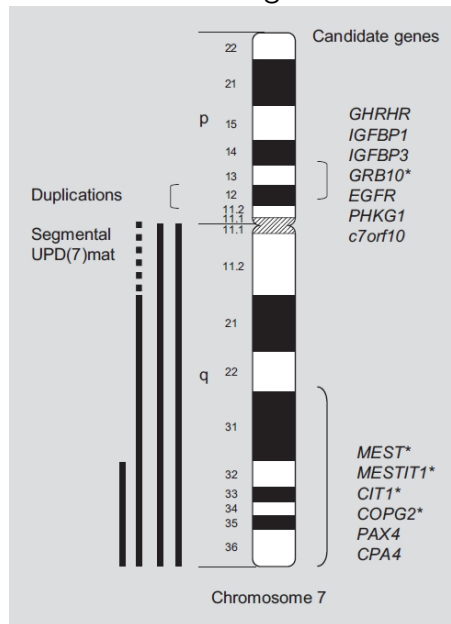 Candidate genes
22
21
p
15
14
13
12
11.2
11.1
11.1
11.2
21
q
22
31
32
33
34
35
36
Duplications
Segmental
UPD(7)mat
GHRHR
IGFBP1
IGFBP3
GRB10*
EGFR
PHKG1
c7orf10
MEST*
MESTIT1*
CIT1*
COPG2*
PAX4
CPA4
Chromosome 7